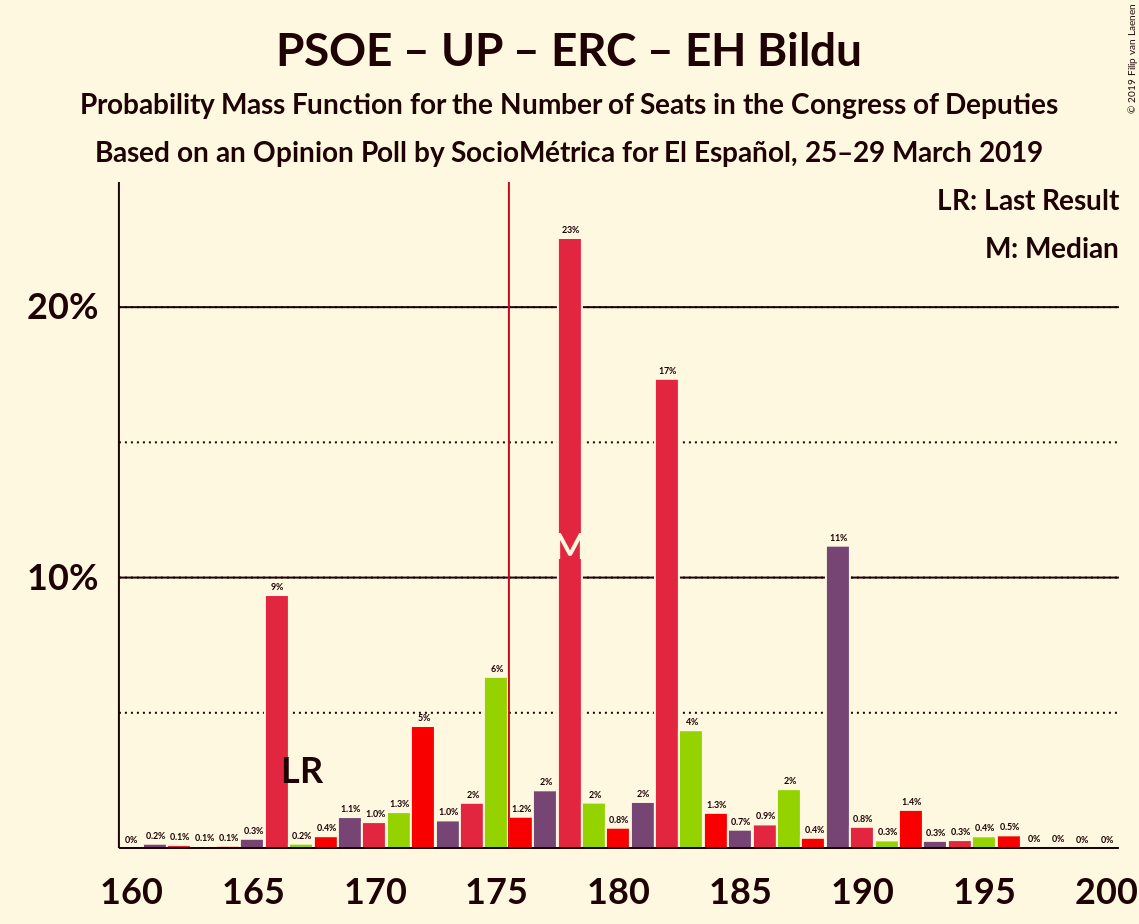 © 2019 Filip van Laenen
PSOE – UP – ERC – EH Bildu
Probability Mass Function for the Number of Seats in the Congress of Deputies
Based on an Opinion Poll by SocioMétrica for El Español, 25–29 March 2019
LR: Last Result
M: Median
20%
10%
0% 0.2% 0.1% 0.1% 0.1% 0.3% 9% 0.2% 0.4% 1.1% 1.0% 1.3% 5% 1.0% 2% 6% 1.2% 2% 23% 2% 0.8% 2% 17% 4% 1.3% 0.7% 0.9% 2% 0.4% 11% 0.8% 0.3% 1.4% 0.3% 0.3% 0.4% 0.5% 0% 0% 0% 0%
M
LR
160 165 170 175 180 185 190 195 200